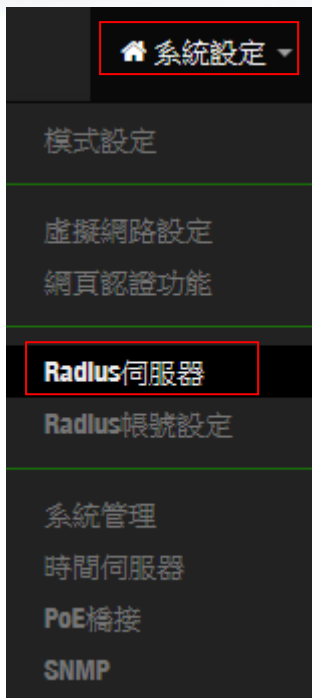 系統設定
模式設定
虛擬網路設定
網頁認證功能
Radius伺服器
Radius帳號設定
系統管理
時間伺服器
PoE橋接
SNMP